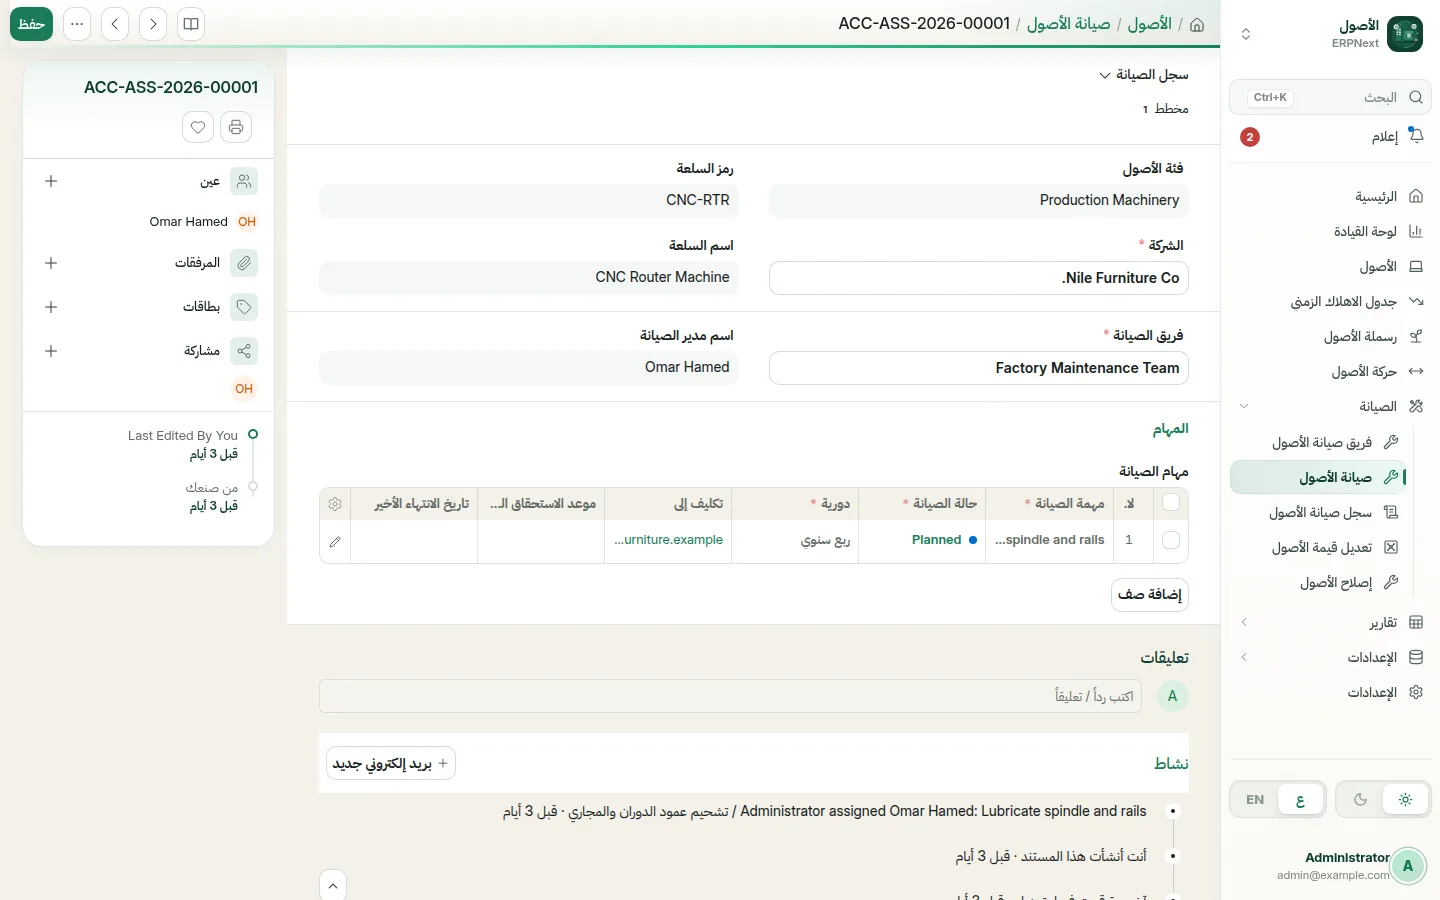 الأصول
ERPNext
البحث
Ctrl+K
إعلام
2
الرئيسية
لوحة القيادة
الأصول
جدول الاهلاك الزمني
رسملة الأصول
حركة الأصول
الصيانة
فريق صيانة الأصول
صيانة الأصول
سجل صيانة الأصول
تعديل قيمة الأصول
إصلاح الأصول
تقارير
الإعدادات
الإعدادات
ع
EN
Administrator
admin@example.com
A
الأصول / صيانة الأصول / ACC-ASS-2026-00001
حفظ
سجل الصيانة
مخطط 1
فئة الأصول
Production Machinery
رمز السلعة
CNC-RTR
الشركة *
Nile Furniture Co.
اسم السلعة
CNC Router Machine
فريق الصيانة *
Factory Maintenance Team
اسم مدير الصيانة
Omar Hamed
المهام
مهام الصيانة
لا. مهمة الصيانة * حالة الصيانة * دورية * تكليف إلى موعد الاستحقاق الـ... تاريخ الانتهاء الأخير
1 ...spindle and rails Planned ربع سنوي ...urniture.example
إضافة صف
تعليقات
A
اكتب رداً / تعليقاً
نشاط
+ بريد إلكتروني جديد
Administrator assigned Omar Hamed: Lubricate spindle and rails / تشحيم عمود الدوران والمجاري · قبل 3 أيام
أنت أنشأت هذا المستند · قبل 3 أيام
ACC-ASS-2026-00001
عين
Omar Hamed
OH
المرفقات
بطاقات
مشاركة
OH
Last Edited By You
قبل 3 أيام
من صنعك
قبل 3 أيام